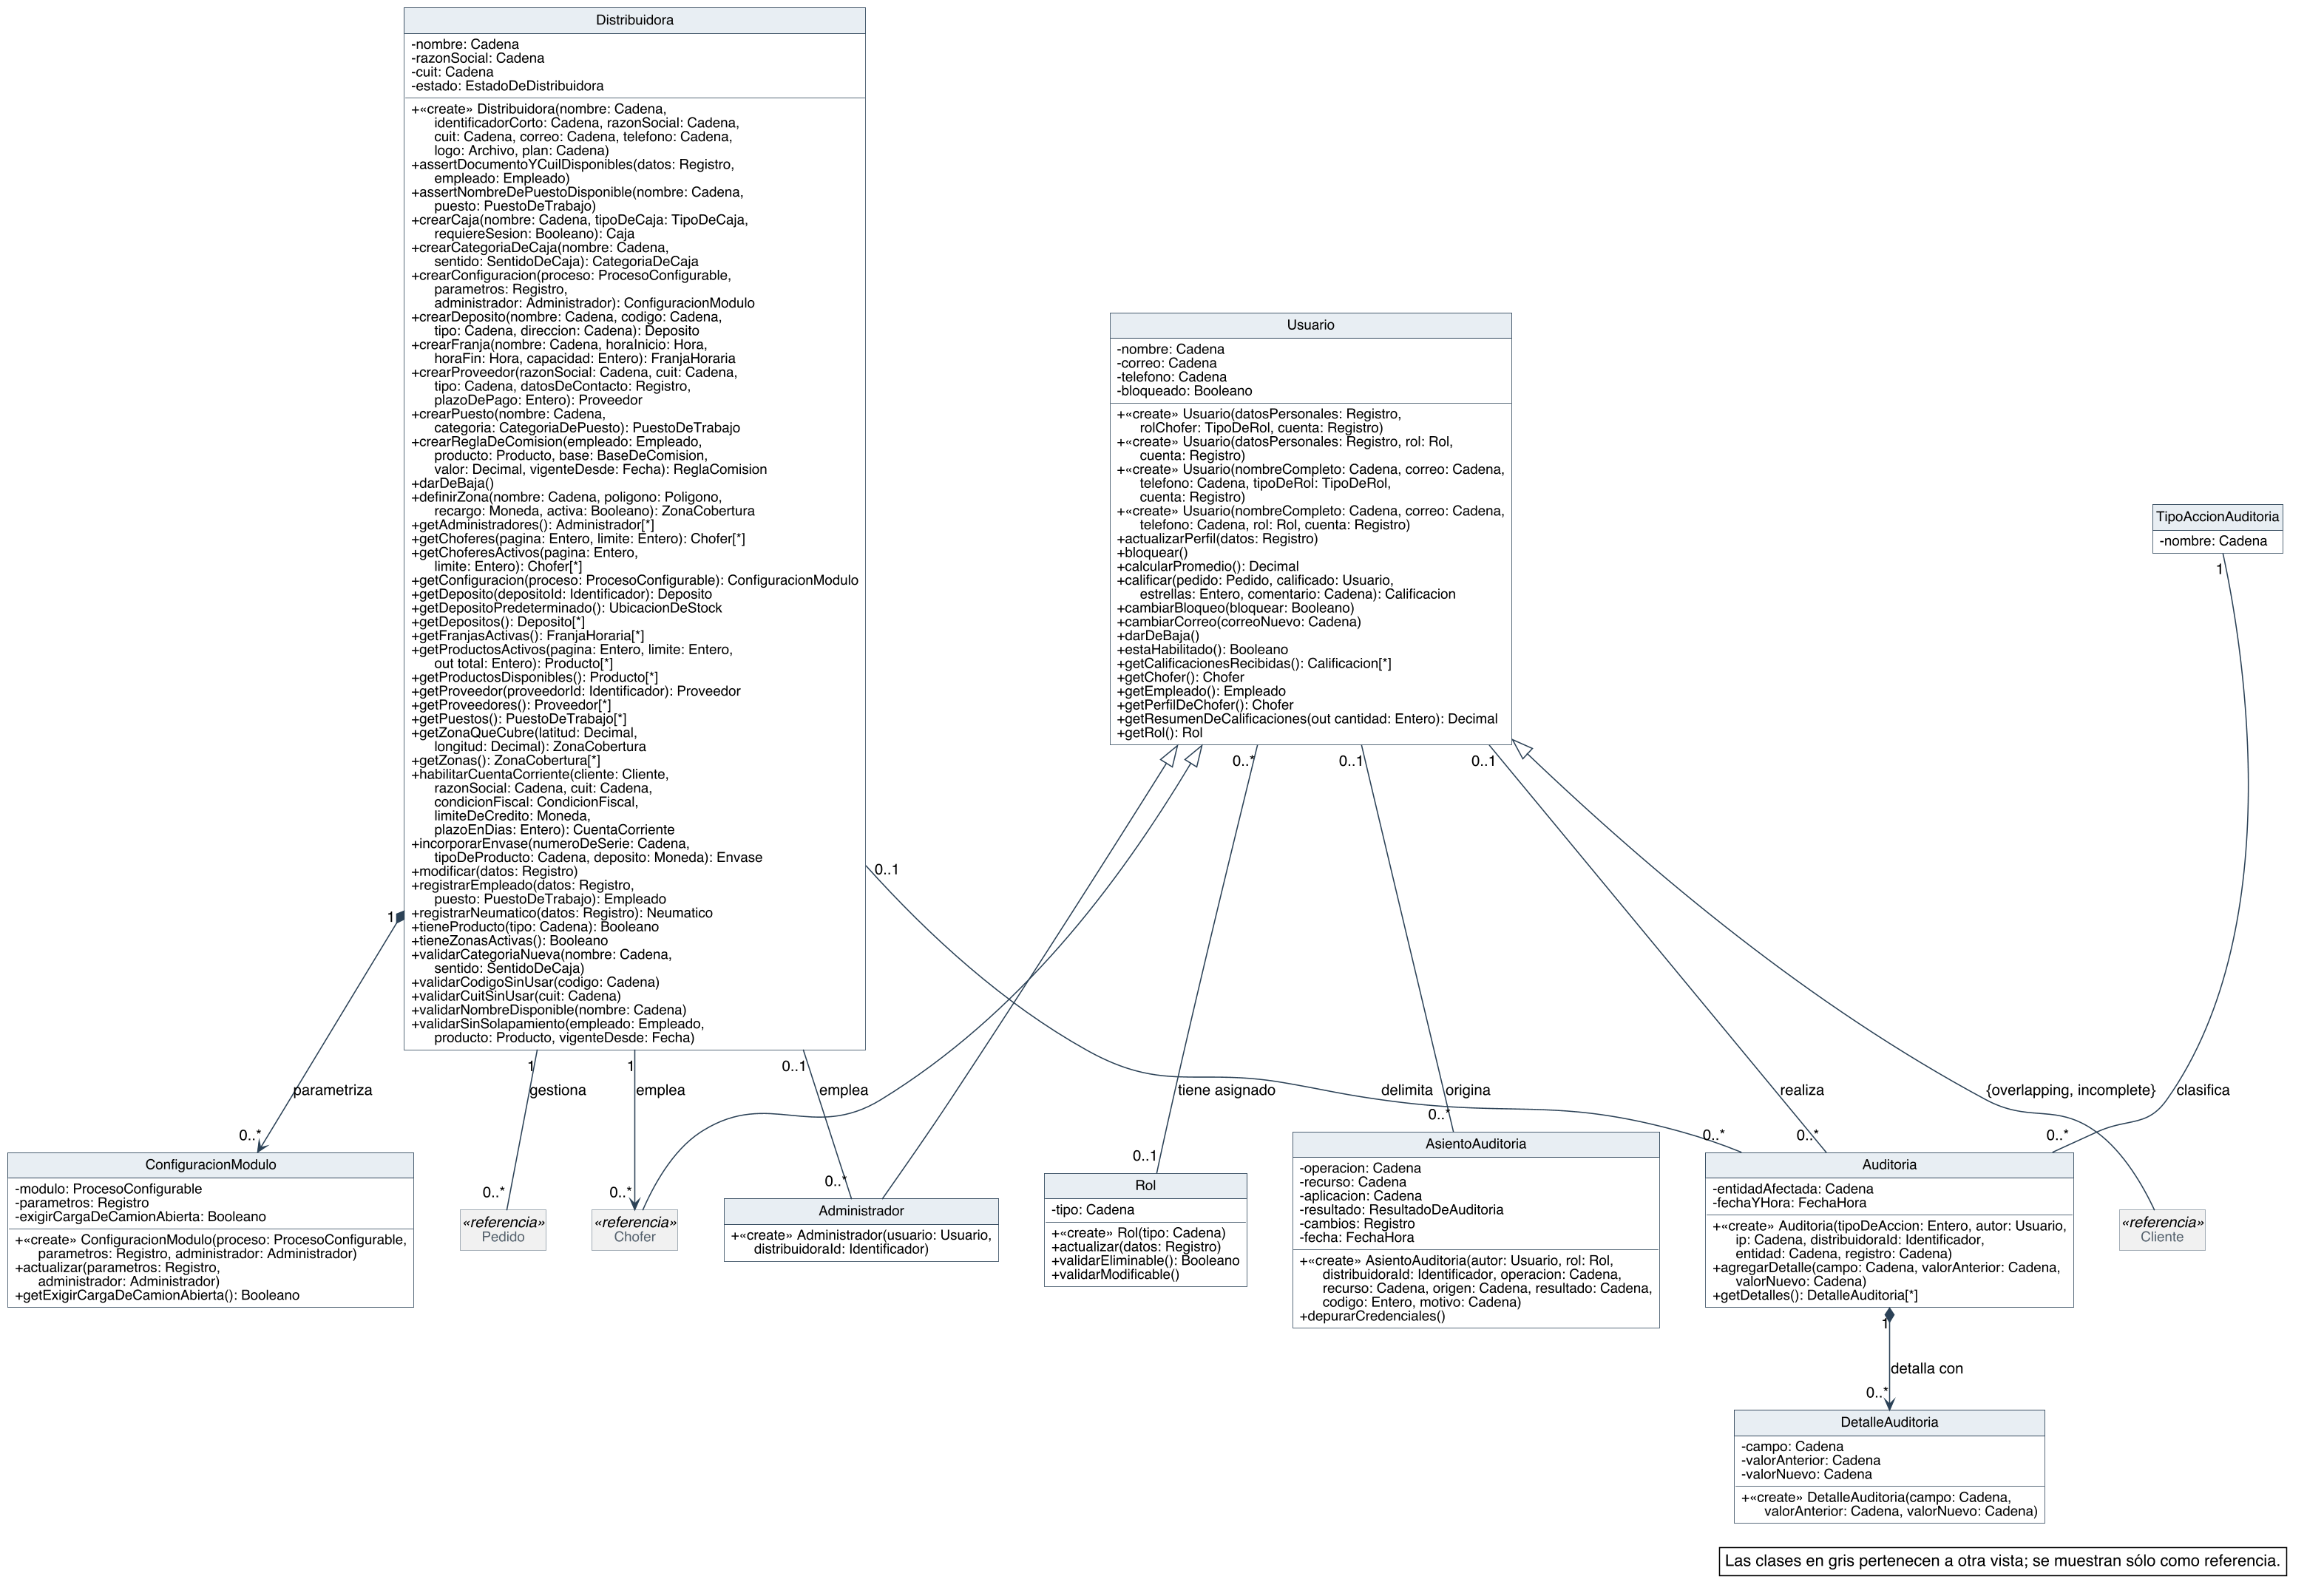 Distribuidora
-nombre: Cadena
-razonSocial: Cadena
-cuit: Cadena
-estado: EstadoDeDistribuidora
+«create» Distribuidora(nombre: Cadena,
identificadorCorto: Cadena, razonSocial: Cadena,
cuit: Cadena, correo: Cadena, telefono: Cadena,
logo: Archivo, plan: Cadena)
+assertDocumentoYCuilDisponibles(datos: Registro,
empleado: Empleado)
+assertNombreDePuestoDisponible(nombre: Cadena,
puesto: PuestoDeTrabajo)
+crearCaja(nombre: Cadena, tipoDeCaja: TipoDeCaja,
requiereSesion: Booleano): Caja
+crearCategoriaDeCaja(nombre: Cadena,
sentido: SentidoDeCaja): CategoriaDeCaja
+crearConfiguracion(proceso: ProcesoConfigurable,
parametros: Registro,
administrador: Administrador): ConfiguracionModulo
+crearDeposito(nombre: Cadena, codigo: Cadena,
tipo: Cadena, direccion: Cadena): Deposito
+crearFranja(nombre: Cadena, horaInicio: Hora,
horaFin: Hora, capacidad: Entero): FranjaHoraria
+crearProveedor(razonSocial: Cadena, cuit: Cadena,
tipo: Cadena, datosDeContacto: Registro,
plazoDePago: Entero): Proveedor
+crearPuesto(nombre: Cadena,
categoria: CategoriaDePuesto): PuestoDeTrabajo
+crearReglaDeComision(empleado: Empleado,
producto: Producto, base: BaseDeComision,
valor: Decimal, vigenteDesde: Fecha): ReglaComision
+darDeBaja()
+definirZona(nombre: Cadena, poligono: Poligono,
recargo: Moneda, activa: Booleano): ZonaCobertura
+getAdministradores(): Administrador[*]
+getChoferes(pagina: Entero, limite: Entero): Chofer[*]
+getChoferesActivos(pagina: Entero,
limite: Entero): Chofer[*]
+getConfiguracion(proceso: ProcesoConfigurable): ConfiguracionModulo
+getDeposito(depositoId: Identificador): Deposito
+getDepositoPredeterminado(): UbicacionDeStock
+getDepositos(): Deposito[*]
+getFranjasActivas(): FranjaHoraria[*]
+getProductosActivos(pagina: Entero, limite: Entero,
out total: Entero): Producto[*]
+getProductosDisponibles(): Producto[*]
+getProveedor(proveedorId: Identificador): Proveedor
+getProveedores(): Proveedor[*]
+getPuestos(): PuestoDeTrabajo[*]
+getZonaQueCubre(latitud: Decimal,
longitud: Decimal): ZonaCobertura
+getZonas(): ZonaCobertura[*]
+habilitarCuentaCorriente(cliente: Cliente,
razonSocial: Cadena, cuit: Cadena,
condicionFiscal: CondicionFiscal,
limiteDeCredito: Moneda,
plazoEnDias: Entero): CuentaCorriente
+incorporarEnvase(numeroDeSerie: Cadena,
tipoDeProducto: Cadena, deposito: Moneda): Envase
+modificar(datos: Registro)
+registrarEmpleado(datos: Registro,
puesto: PuestoDeTrabajo): Empleado
+registrarNeumatico(datos: Registro): Neumatico
+tieneProducto(tipo: Cadena): Booleano
+tieneZonasActivas(): Booleano
+validarCategoriaNueva(nombre: Cadena,
sentido: SentidoDeCaja)
+validarCodigoSinUsar(codigo: Cadena)
+validarCuitSinUsar(cuit: Cadena)
+validarNombreDisponible(nombre: Cadena)
+validarSinSolapamiento(empleado: Empleado,
producto: Producto, vigenteDesde: Fecha)
Usuario
-nombre: Cadena
-correo: Cadena
-telefono: Cadena
-bloqueado: Booleano
+«create» Usuario(datosPersonales: Registro,
rolChofer: TipoDeRol, cuenta: Registro)
+«create» Usuario(datosPersonales: Registro, rol: Rol,
cuenta: Registro)
+«create» Usuario(nombreCompleto: Cadena, correo: Cadena,
telefono: Cadena, tipoDeRol: TipoDeRol,
cuenta: Registro)
+«create» Usuario(nombreCompleto: Cadena, correo: Cadena,
telefono: Cadena, rol: Rol, cuenta: Registro)
+actualizarPerfil(datos: Registro)
+bloquear()
+calcularPromedio(): Decimal
+calificar(pedido: Pedido, calificado: Usuario,
estrellas: Entero, comentario: Cadena): Calificacion
+cambiarBloqueo(bloquear: Booleano)
+cambiarCorreo(correoNuevo: Cadena)
+darDeBaja()
+estaHabilitado(): Booleano
+getCalificacionesRecibidas(): Calificacion[*]
+getChofer(): Chofer
+getEmpleado(): Empleado
+getPerfilDeChofer(): Chofer
+getResumenDeCalificaciones(out cantidad: Entero): Decimal
+getRol(): Rol
TipoAccionAuditoria
-nombre: Cadena
1
0..*
0..1
0..1
0..1
1
1
1
0..1
parametriza
gestiona
emplea
emplea
tiene asignado
delimita
origina
realiza
{overlapping, incomplete}
clasifica
0..*
0..*
0..*
0..*
0..1
0..*
0..*
0..*
0..*
ConfiguracionModulo
-modulo: ProcesoConfigurable
-parametros: Registro
-exigirCargaDeCamionAbierta: Booleano
+«create» ConfiguracionModulo(proceso: ProcesoConfigurable,
parametros: Registro, administrador: Administrador)
+actualizar(parametros: Registro,
administrador: Administrador)
+getExigirCargaDeCamionAbierta(): Booleano
«referencia»
Pedido
«referencia»
Chofer
Administrador
+«create» Administrador(usuario: Usuario,
distribuidoraId: Identificador)
Rol
-tipo: Cadena
+«create» Rol(tipo: Cadena)
+actualizar(datos: Registro)
+validarEliminable(): Booleano
+validarModificable()
AsientoAuditoria
-operacion: Cadena
-recurso: Cadena
-aplicacion: Cadena
-resultado: ResultadoDeAuditoria
-cambios: Registro
-fecha: FechaHora
+«create» AsientoAuditoria(autor: Usuario, rol: Rol,
distribuidoraId: Identificador, operacion: Cadena,
recurso: Cadena, origen: Cadena, resultado: Cadena,
codigo: Entero, motivo: Cadena)
+depurarCredenciales()
Auditoria
-entidadAfectada: Cadena
-fechaYHora: FechaHora
+«create» Auditoria(tipoDeAccion: Entero, autor: Usuario,
ip: Cadena, distribuidoraId: Identificador,
entidad: Cadena, registro: Cadena)
+agregarDetalle(campo: Cadena, valorAnterior: Cadena,
valorNuevo: Cadena)
+getDetalles(): DetalleAuditoria[*]
«referencia»
Cliente
1
detalla con
0..*
DetalleAuditoria
-campo: Cadena
-valorAnterior: Cadena
-valorNuevo: Cadena
+«create» DetalleAuditoria(campo: Cadena,
valorAnterior: Cadena, valorNuevo: Cadena)
Las clases en gris pertenecen a otra vista; se muestran sólo como referencia.